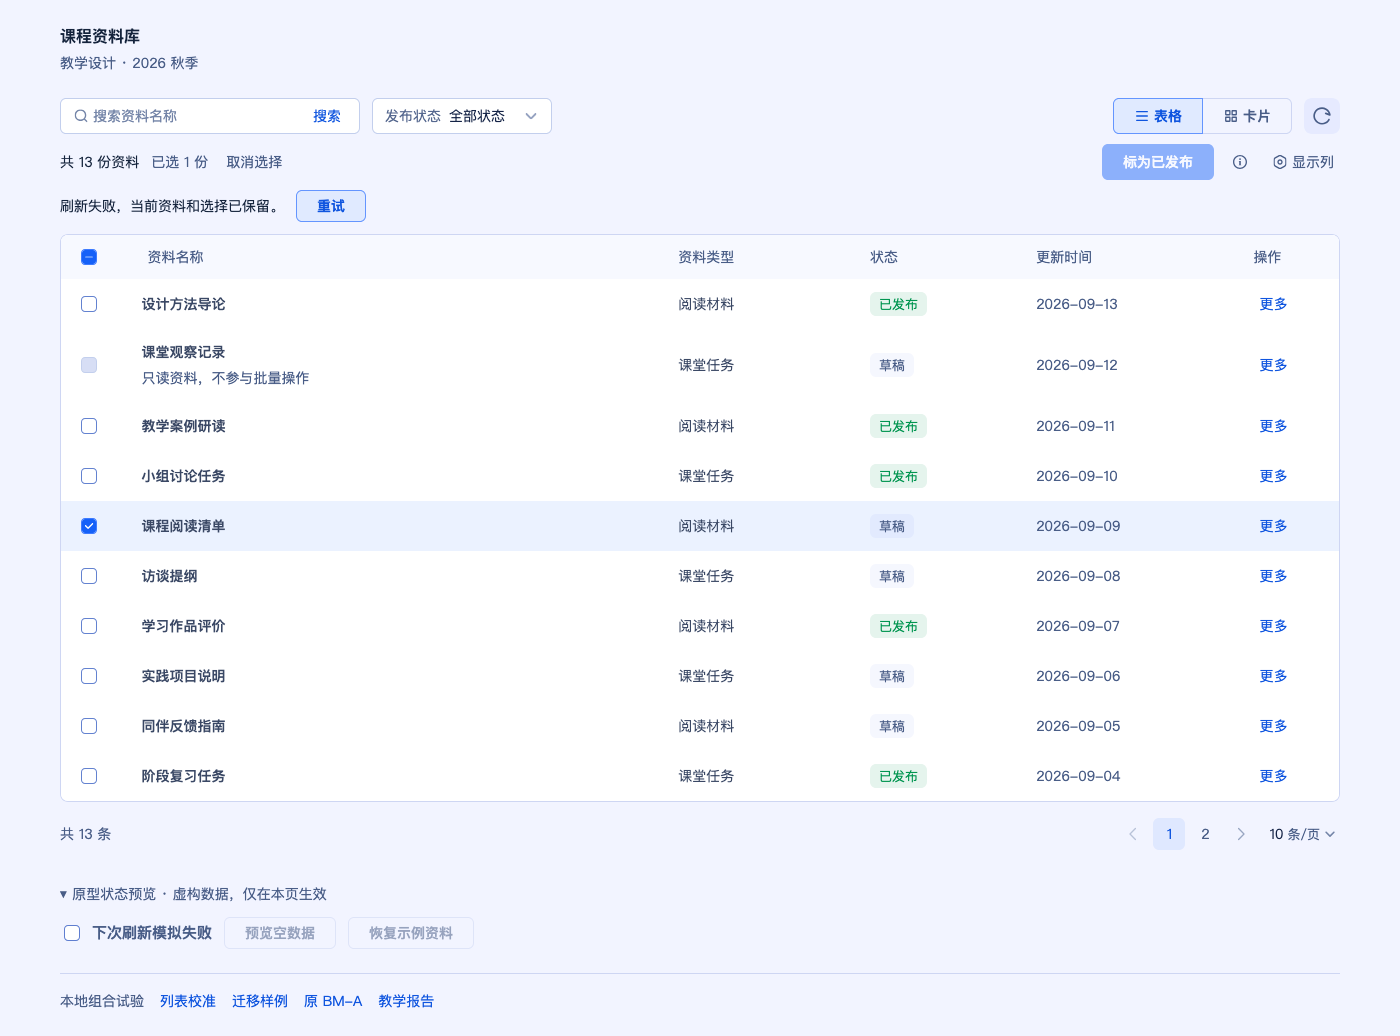 课程资料库
教学设计 · 2026 秋季
搜索资料名称 搜索 发布状态 全部状态 表格 卡片
共 13 份资料 已选 1 份 取消选择 标为已发布 显示列
刷新失败，当前资料和选择已保留。 重试
资料名称 资料类型 状态 更新时间 操作
设计方法导论 阅读材料 已发布 2026-09-13 更多
课堂观察记录
只读资料，不参与批量操作 课堂任务 草稿 2026-09-12 更多
教学案例研读 阅读材料 已发布 2026-09-11 更多
小组讨论任务 课堂任务 已发布 2026-09-10 更多
课程阅读清单 阅读材料 草稿 2026-09-09 更多
访谈提纲 课堂任务 草稿 2026-09-08 更多
学习作品评价 阅读材料 已发布 2026-09-07 更多
实践项目说明 课堂任务 草稿 2026-09-06 更多
同伴反馈指南 阅读材料 草稿 2026-09-05 更多
阶段复习任务 课堂任务 已发布 2026-09-04 更多
共 13 条 1 2 10 条/页
▾ 原型状态预览 · 虚构数据，仅在本页生效
下次刷新模拟失败 预览空数据 恢复示例资料
本地组合试验 列表校准 迁移样例 原 BM-A 教学报告